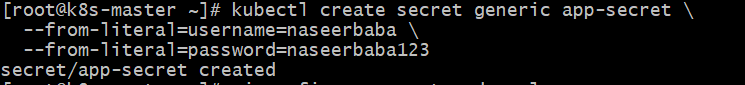 [root@k8s-master ~]# kubectl create secret generic app-secret \
  --from-literal=username=naseerbaba \
  --from-literal=password=naseerbaba123
secret/app-secret created